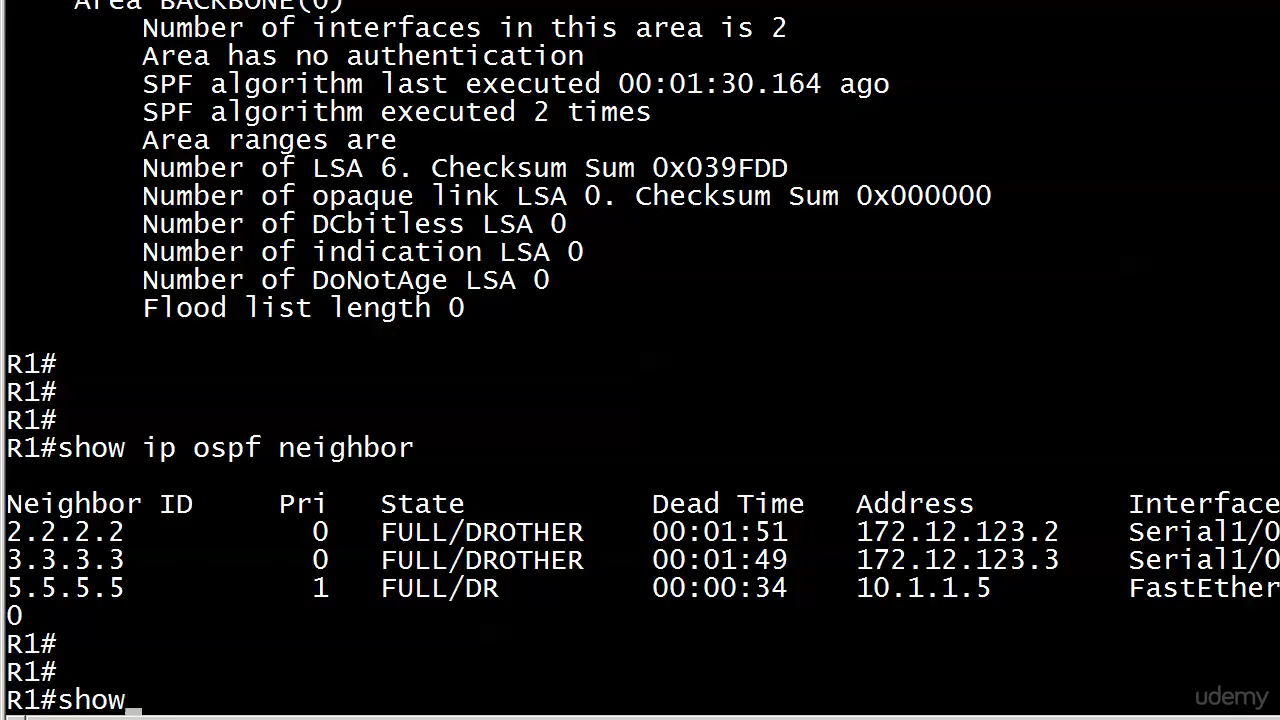 Area BACKBONE(0)
Number of interfaces in this area is 2
Area has no authentication
SPF algorithm last executed 00:01:30.164 ago
SPF algorithm executed 2 times
Area ranges are
Number of LSA 6. Checksum Sum 0x039FDD
Number of opaque link LSA 0. Checksum Sum 0x000000
Number of DCbitless LSA 0
Number of indication LSA 0
Number of DoNotAge LSA 0
Flood list length 0
R1#
R1#
R1#
R1#show ip ospf neighbor
Neighbor ID Pri State Dead Time Address Interface
2.2.2.2 0 FULL/DROTHER 00:01:51 172.12.123.2 Serial1/0
3.3.3.3 0 FULL/DROTHER 00:01:49 172.12.123.3 Serial1/0
5.5.5.5 1 FULL/DR 00:00:34 10.1.1.5 FastEther
0
R1#
R1#
R1#show
udemy